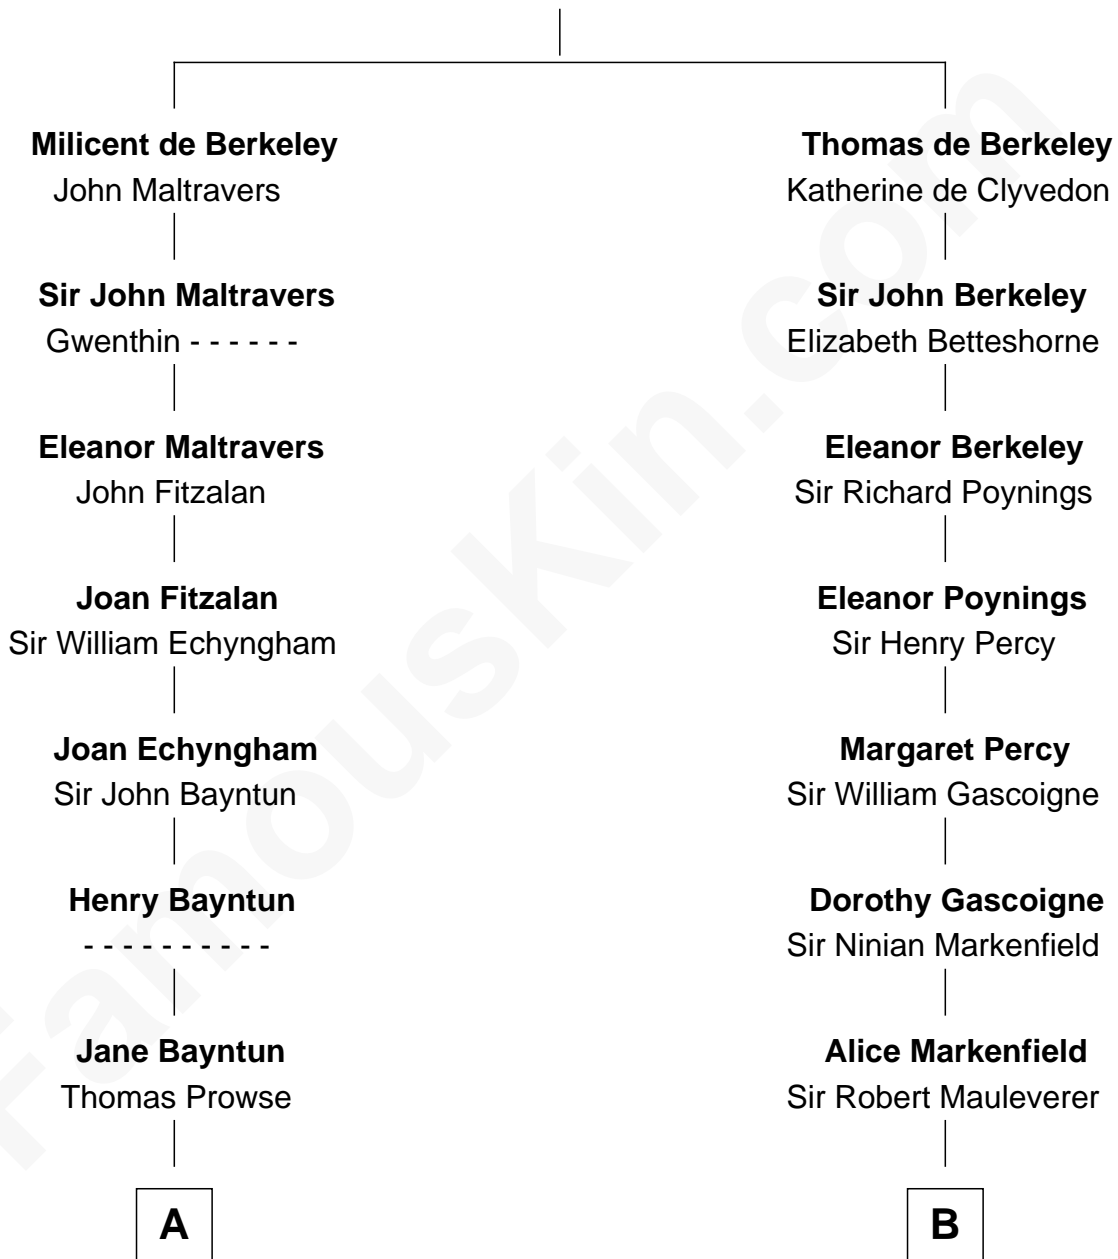 Milicent de Berkeley
John Maltravers
Sir John Maltravers
Gwenthin - - - - - -
Eleanor Maltravers
John Fitzalan
Joan Fitzalan
Sir William Echyngham
Joan Echyngham
Sir John Bayntun
Henry Bayntun
- - - - - - - - - -
Jane Bayntun
Thomas Prowse
A
Thomas de Berkeley
Katherine de Clyvedon
Sir John Berkeley
Elizabeth Betteshorne
Eleanor Berkeley
Sir Richard Poynings
Eleanor Poynings
Sir Henry Percy
Margaret Percy
Sir William Gascoigne
Dorothy Gascoigne
Sir Ninian Markenfield
Alice Markenfield
Sir Robert Mauleverer
B
FamousKin.com